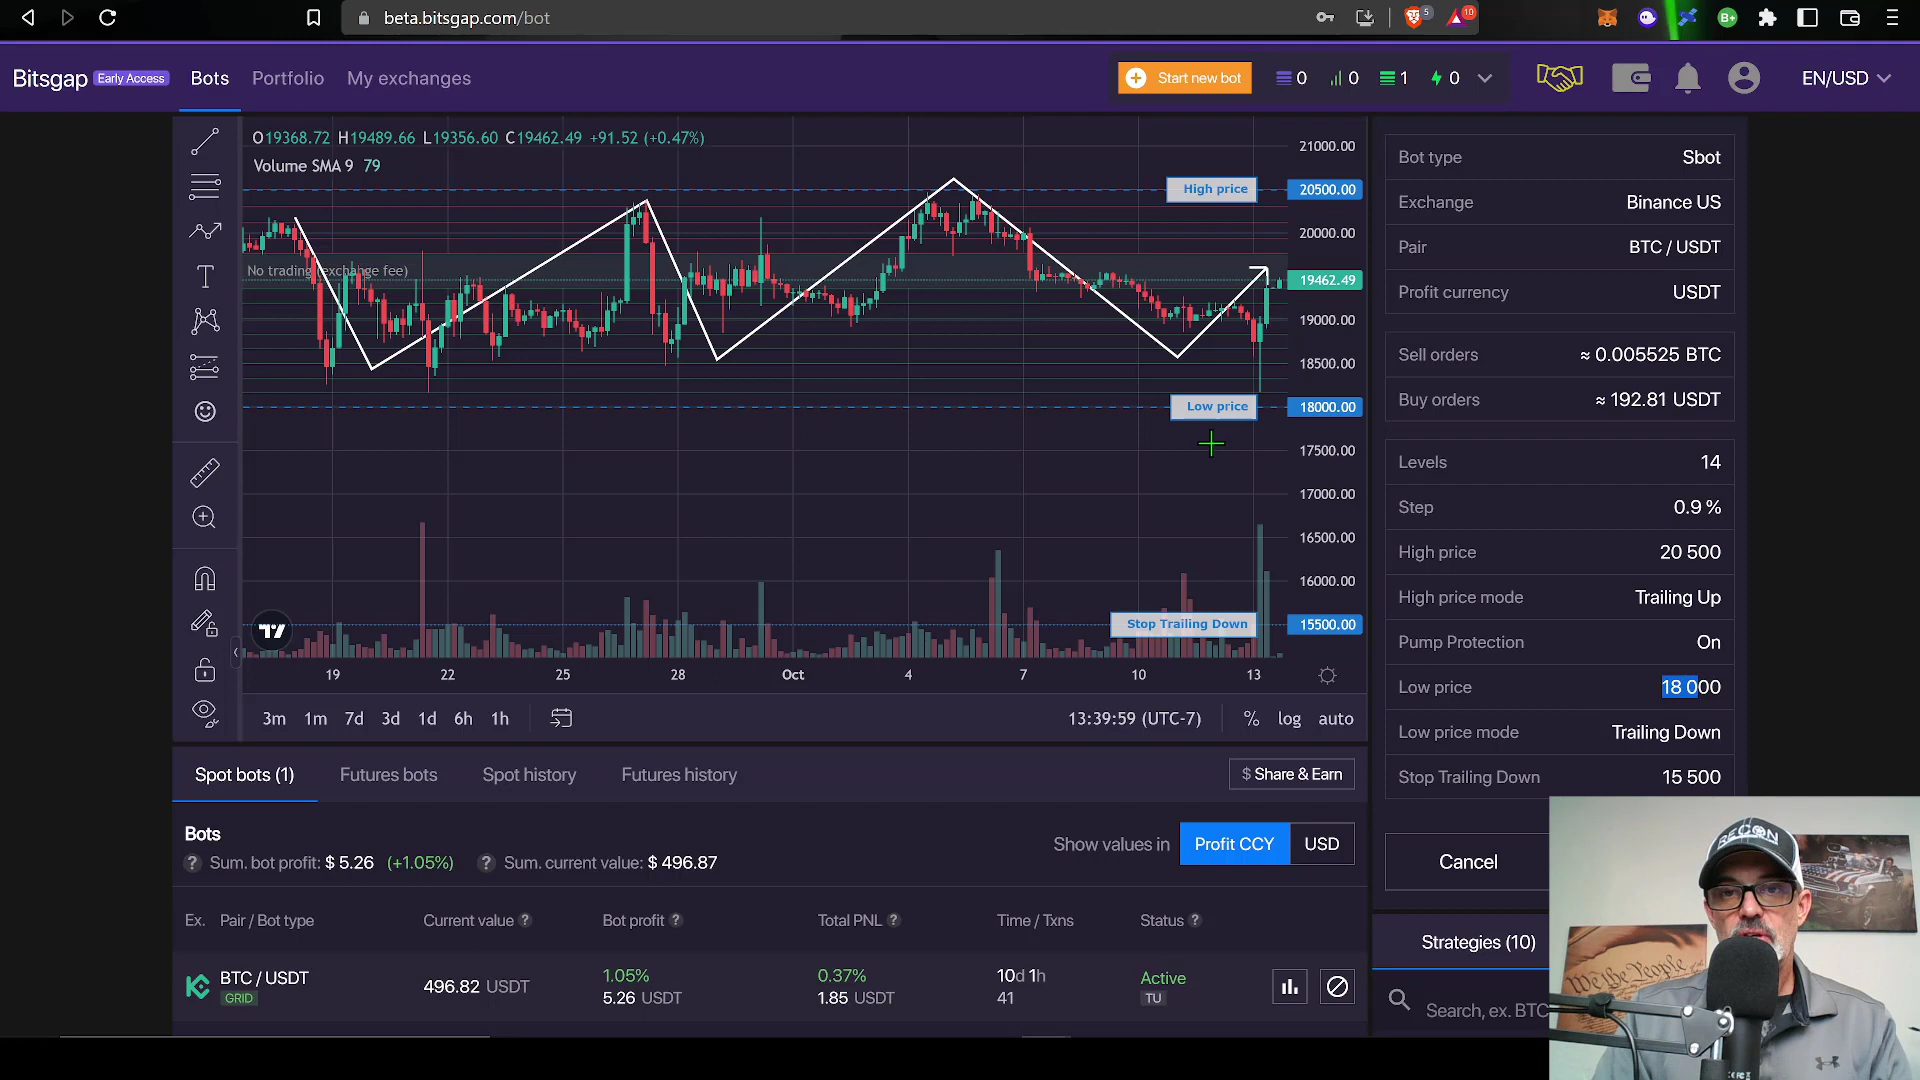 beta.bitsgap.com/bot
5
10
B+
Bitsgap Early Access Bots Portfolio My exchanges
Start new bot 0 0 1 0 EN/USD
O19368.72 H19489.66 L19356.60 C19462.49 +91.52 (+0.47%)
Volume SMA 9 79
No trading (exchange fee)
High price
Low price
Stop Trailing Down
21000.00
20500.00
20000.00
19462.49
19000.00
18500.00
18000.00
17500.00
17000.00
16500.00
16000.00
15500.00
19 22 25 28 Oct 4 7 10 13
3m 1m 7d 3d 1d 6h 1h 13:39:59 (UTC-7) % log auto
Bot type Sbot
Exchange Binance US
Pair BTC / USDT
Profit currency USDT
Sell orders ≈ 0.005525 BTC
Buy orders ≈ 192.81 USDT
Levels 14
Step 0.9 %
High price 20 500
High price mode Trailing Up
Pump Protection On
Low price 18 000
Low price mode Trailing Down
Stop Trailing Down 15 500
Cancel
Strategies (10)
Search, ex. BTC
Spot bots (1) Futures bots Spot history Futures history $ Share & Earn
Bots
? Sum. bot profit: $ 5.26 (+1.05%) ? Sum. current value: $ 496.87
Show values in Profit CCY USD
Ex. Pair / Bot type Current value ? Bot profit ? Total PNL ? Time / Txns Status ?
BTC / USDT
GRID
496.82 USDT
1.05%
5.26 USDT
0.37%
1.85 USDT
10d 1h
41
Active
TU
RECON
We the People